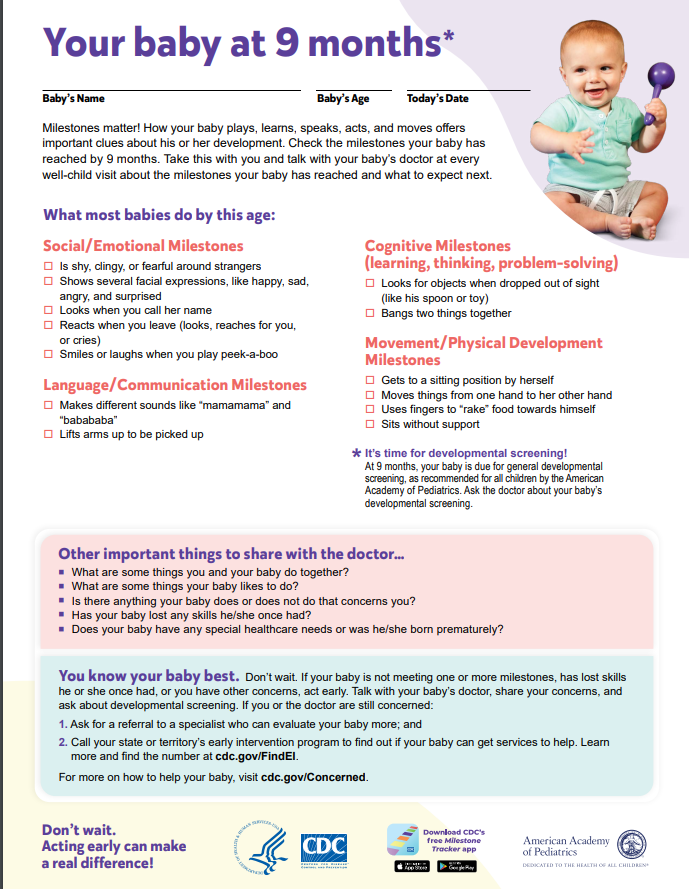 Your baby at 9 months*
Baby's Name
Baby's Age
Today's Date
Milestones matter! How your baby plays, learns, speaks, acts, and moves offers
important clues about his or her development. Check the milestones your baby has
reached by 9 months. Take this with you and talk with your baby's doctor at every
well-child visit about the milestones your baby has reached and what to expect next.
What most babies do by this age:
Social/Emotional Milestones
Is shy, clingy, or fearful around strangers
Shows several facial expressions, like happy, sad,
angry, and surprised
Looks when you call her name
Reacts when you leave (looks, reaches for you,
or cries)
Smiles or laughs when you play peek-a-boo
Language/Communication Milestones
Makes different sounds like "mamamama" and
"babababa"
Lifts arms up to be picked up
Cognitive Milestones
(learning, thinking, problem-solving)
Looks for objects when dropped out of sight
(like his spoon or toy)
Bangs two things together
Movement/Physical Development
Milestones
Gets to a sitting position by herself
Moves things from one hand to her other hand
Uses fingers to "rake" food towards himself
Sits without support
* It's time for developmental screening!
At 9 months, your baby is due for general developmental
screening, as recommended for all children by the American
Academy of Pediatrics. Ask the doctor about your baby's
developmental screening.
Other important things to share with the doctor...
What are some things you and your baby do together?
What are some things your baby likes to do?
Is there anything your baby does or does not do that concerns you?
Has your baby lost any skills he/she once had?
Does your baby have any special healthcare needs or was he/she born prematurely?
You know your baby best. Don't wait. If your baby is not meeting one or more milestones, has lost skills
he or she once had, or you have other concerns, act early. Talk with your baby's doctor, share your concerns, and
ask about developmental screening. If you or the doctor are still concerned:
1. Ask for a referral to a specialist who can evaluate your baby more; and
2. Call your state or territory's early intervention program to find out if your baby can get services to help. Learn
more and find the number at cdc.gov/FindEI.
For more on how to help your baby, visit cdc.gov/Concerned.
Don't wait.
Acting early can make
a real difference!
CDC
Download CDC's
free Milestone
Tracker app
App Store
Google Play
American Academy
of Pediatrics
DEDICATED TO THE HEALTH OF ALL CHILDREN®